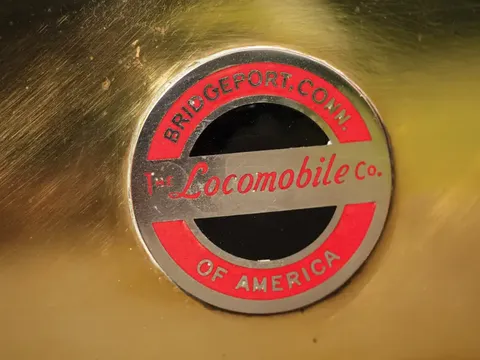 BRIDGEPORT, CONN.
THE Locomobile Co.
OF AMERICA